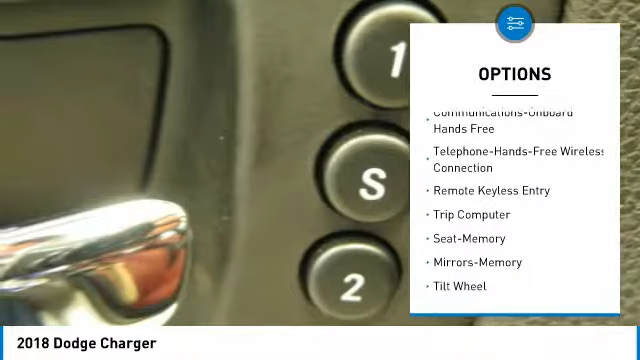 1
S
2
OPTIONS
Communications-Onboard
Hands Free
Telephone-Hands-Free Wireless
Connection
Remote Keyless Entry
Trip Computer
Seat-Memory
Mirrors-Memory
Tilt Wheel
2018 Dodge Charger